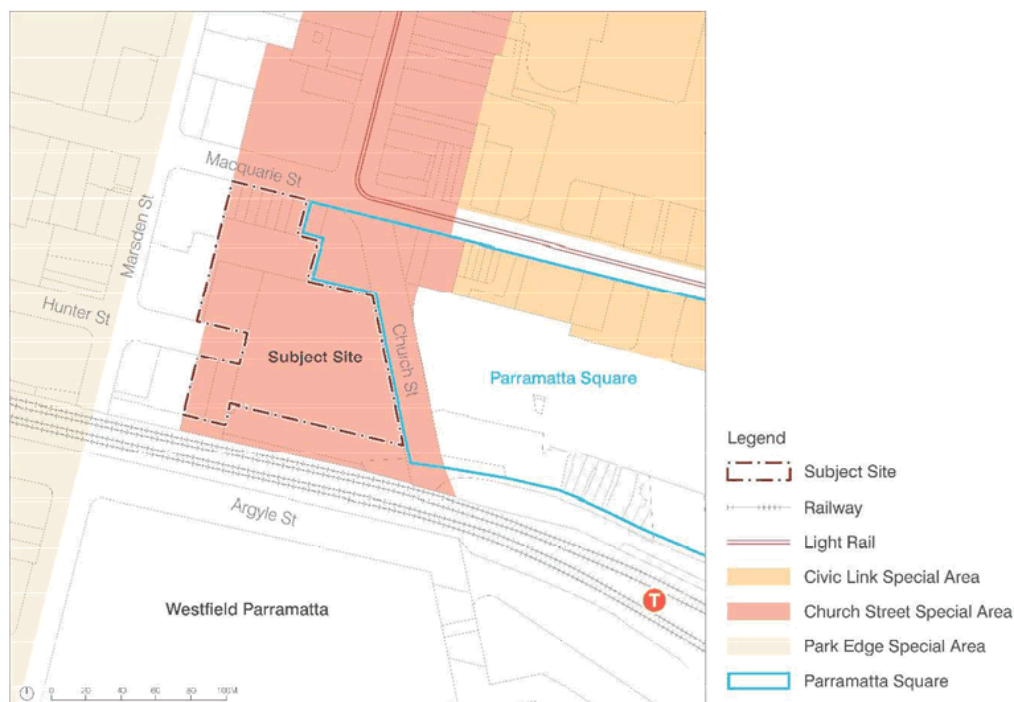 Macquarie St
Marsden St
Hunter St
Subject Site
Church St
Parramatta Square
Argyle St
Westfield Parramatta
T
0 20 40 60 80 100M
Legend
Subject Site
Railway
Light Rail
Civic Link Special Area
Church Street Special Area
Park Edge Special Area
Parramatta Square